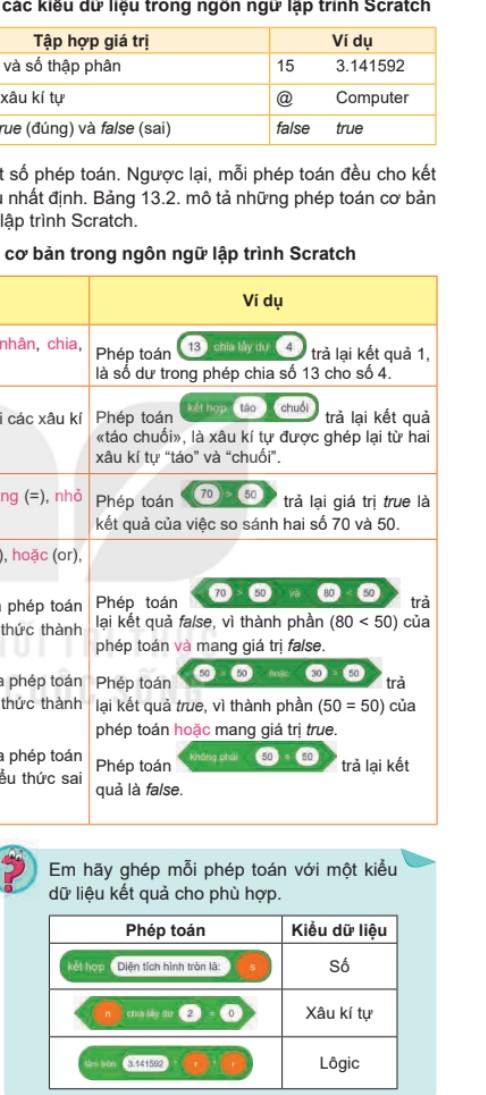 các kiểu dữ liệu trong ngôn ngữ lập trình Scratch
Tập hợp giá trị Ví dụ
và số thập phân 15 3.141592
xâu kí tự @ Computer
rue (đúng) và false (sai) false true
t số phép toán. Ngược lại, mỗi phép toán đều cho kết
nhất định. Bảng 13.2. mô tả những phép toán cơ bản
lập trình Scratch.
cơ bản trong ngôn ngữ lập trình Scratch
Ví dụ
nhân, chia,
Phép toán 13 chia lấy dư 4 trả lại kết quả 1,
là số dư trong phép chia số 13 cho số 4.
i các xâu kí
Phép toán kết hợp táo chuối trả lại kết quả
«táo chuối», là xâu kí tự được ghép lại từ hai
xâu kí tự “táo” và “chuối”.
ng (=), nhỏ
Phép toán 70 > 50 trả lại giá trị true là
kết quả của việc so sánh hai số 70 và 50.
), hoặc (or),
phép toán
thức thành
Phép toán 70 > 50 và 80 < 50 trả
lại kết quả false, vì thành phần (80 < 50) của
phép toán và mang giá trị false.
a phép toán
thức thành
Phép toán 50 = 50 hoặc 30 > 50 trả
lại kết quả true, vì thành phần (50 = 50) của
phép toán hoặc mang giá trị true.
a phép toán
ểu thức sai
Phép toán không phải 50 = 50 trả lại kết
quả là false.
?
Em hãy ghép mỗi phép toán với một kiểu
dữ liệu kết quả cho phù hợp.
Phép toán Kiểu dữ liệu
kết hợp Diện tích hình tròn là: s Số
n chia lấy dư 2 = 0 Xâu kí tự
làm tròn 3.141592 * r * r Lôgic